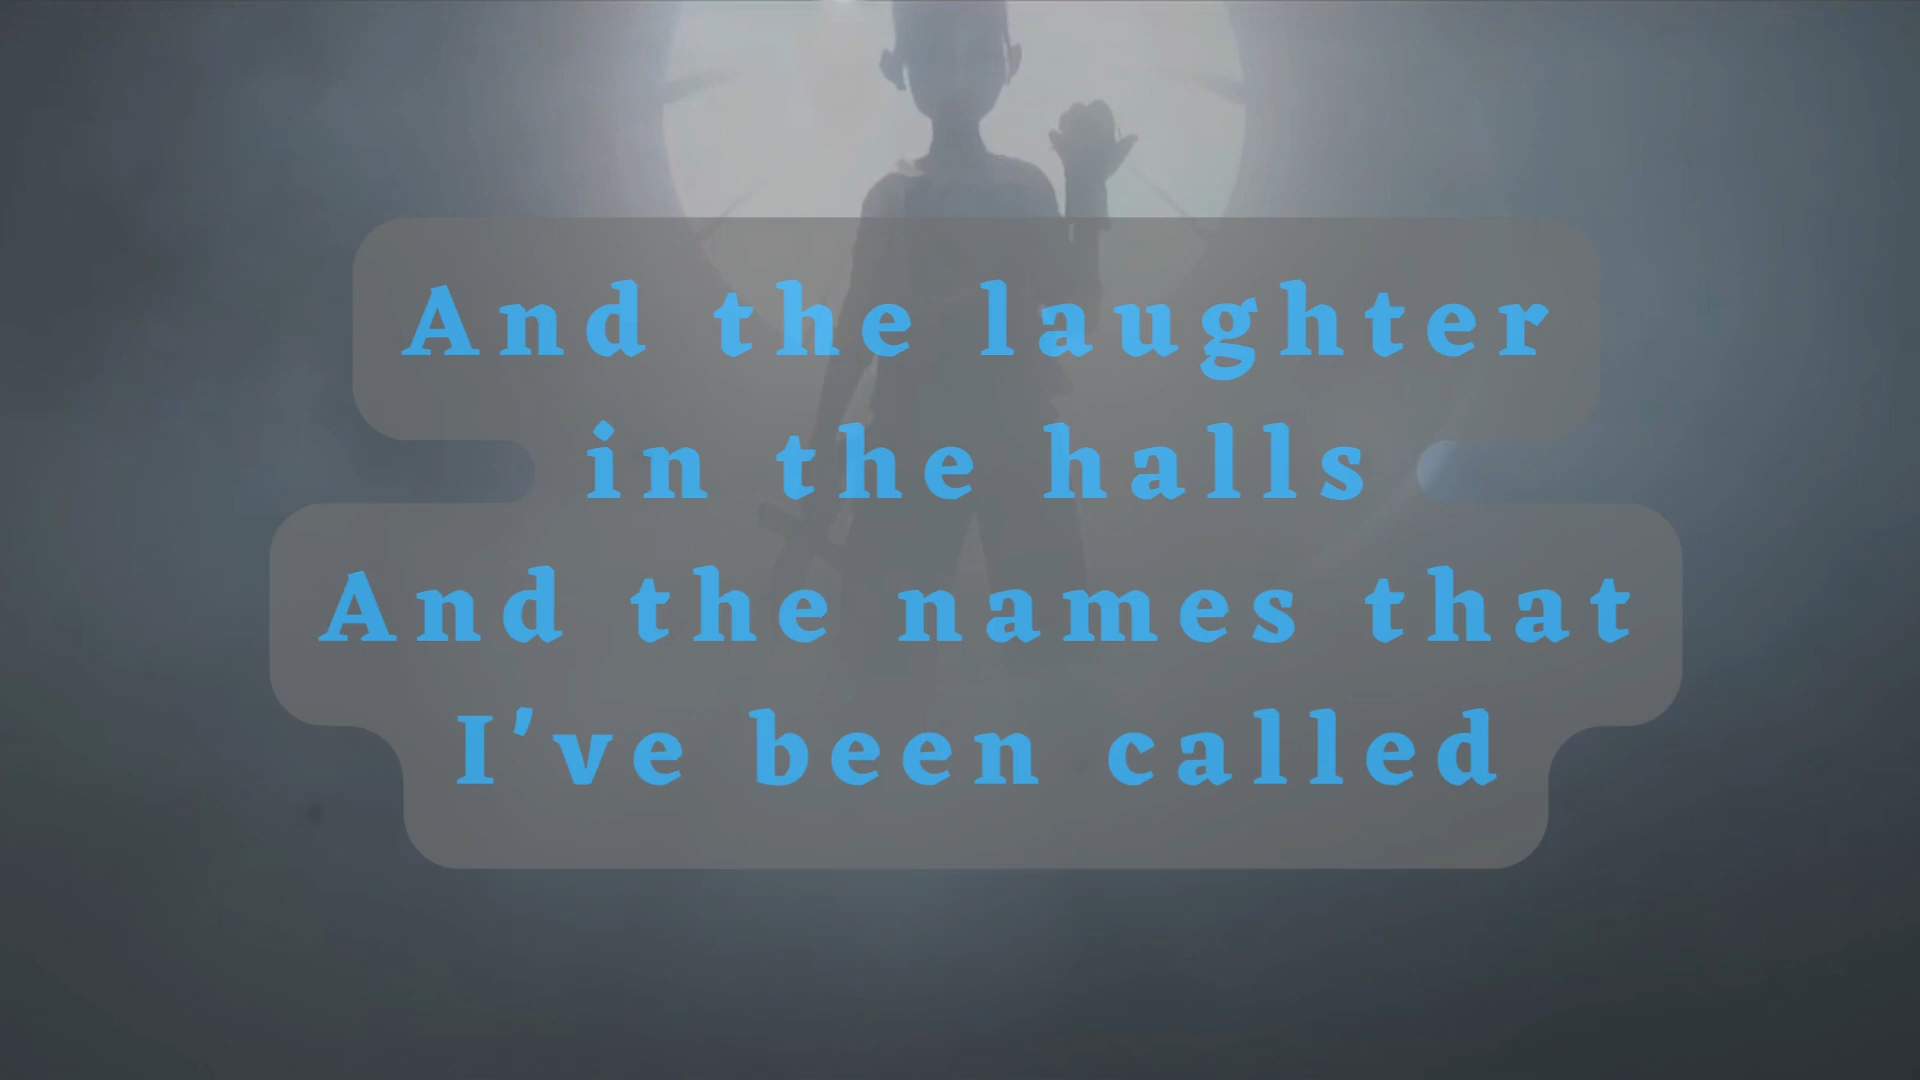 And the laughter
in the halls
And the names that
I've been called